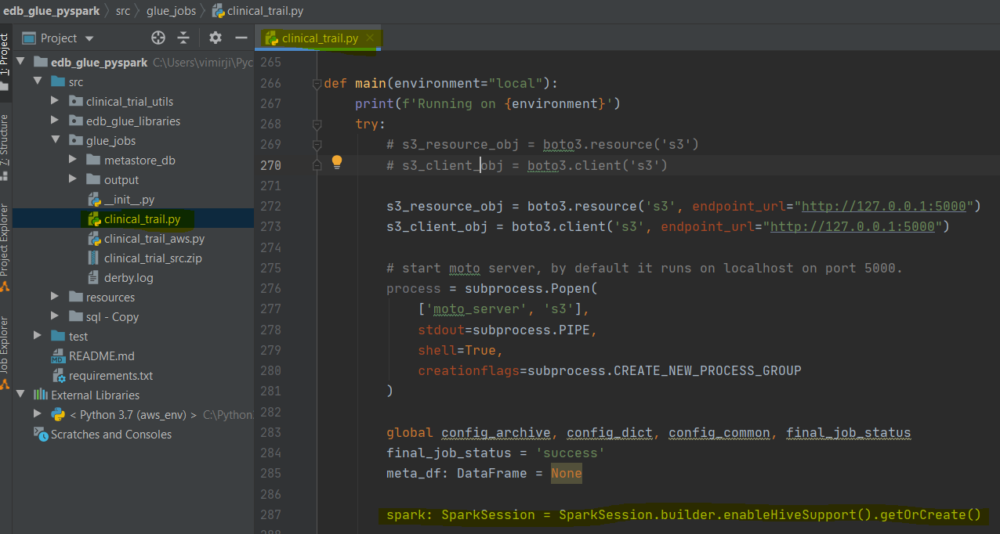 edb_glue_pyspark src glue_jobs clinical_trail.py
Project
clinical_trail.py
1: Project
7: Structure
Project Explorer
Job Explorer
edb_glue_pyspark C:\Users\vimirji\Pyc
src
clinical_trial_utils
edb_glue_libraries
glue_jobs
metastore_db
output
__init__.py
clinical_trail.py
clinical_trail_aws.py
clinical_trial_src.zip
derby.log
resources
sql - Copy
test
README.md
requirements.txt
External Libraries
< Python 3.7 (aws_env) > C:\Python
Scratches and Consoles
265
266 def main(environment="local"):
267 print(f'Running on {environment}')
268 try:
269 # s3_resource_obj = boto3.resource('s3')
270 # s3_client_obj = boto3.client('s3')
271
272 s3_resource_obj = boto3.resource('s3', endpoint_url="http://127.0.0.1:5000")
273 s3_client_obj = boto3.client('s3', endpoint_url="http://127.0.0.1:5000")
274
275 # start moto server, by default it runs on localhost on port 5000.
276 process = subprocess.Popen(
277 ['moto_server', 's3'],
278 stdout=subprocess.PIPE,
279 shell=True,
280 creationflags=subprocess.CREATE_NEW_PROCESS_GROUP
281 )
282
283 global config_archive, config_dict, config_common, final_job_status
284 final_job_status = 'success'
285 meta_df: DataFrame = None
286
287 spark: SparkSession = SparkSession.builder.enableHiveSupport().getOrCreate()